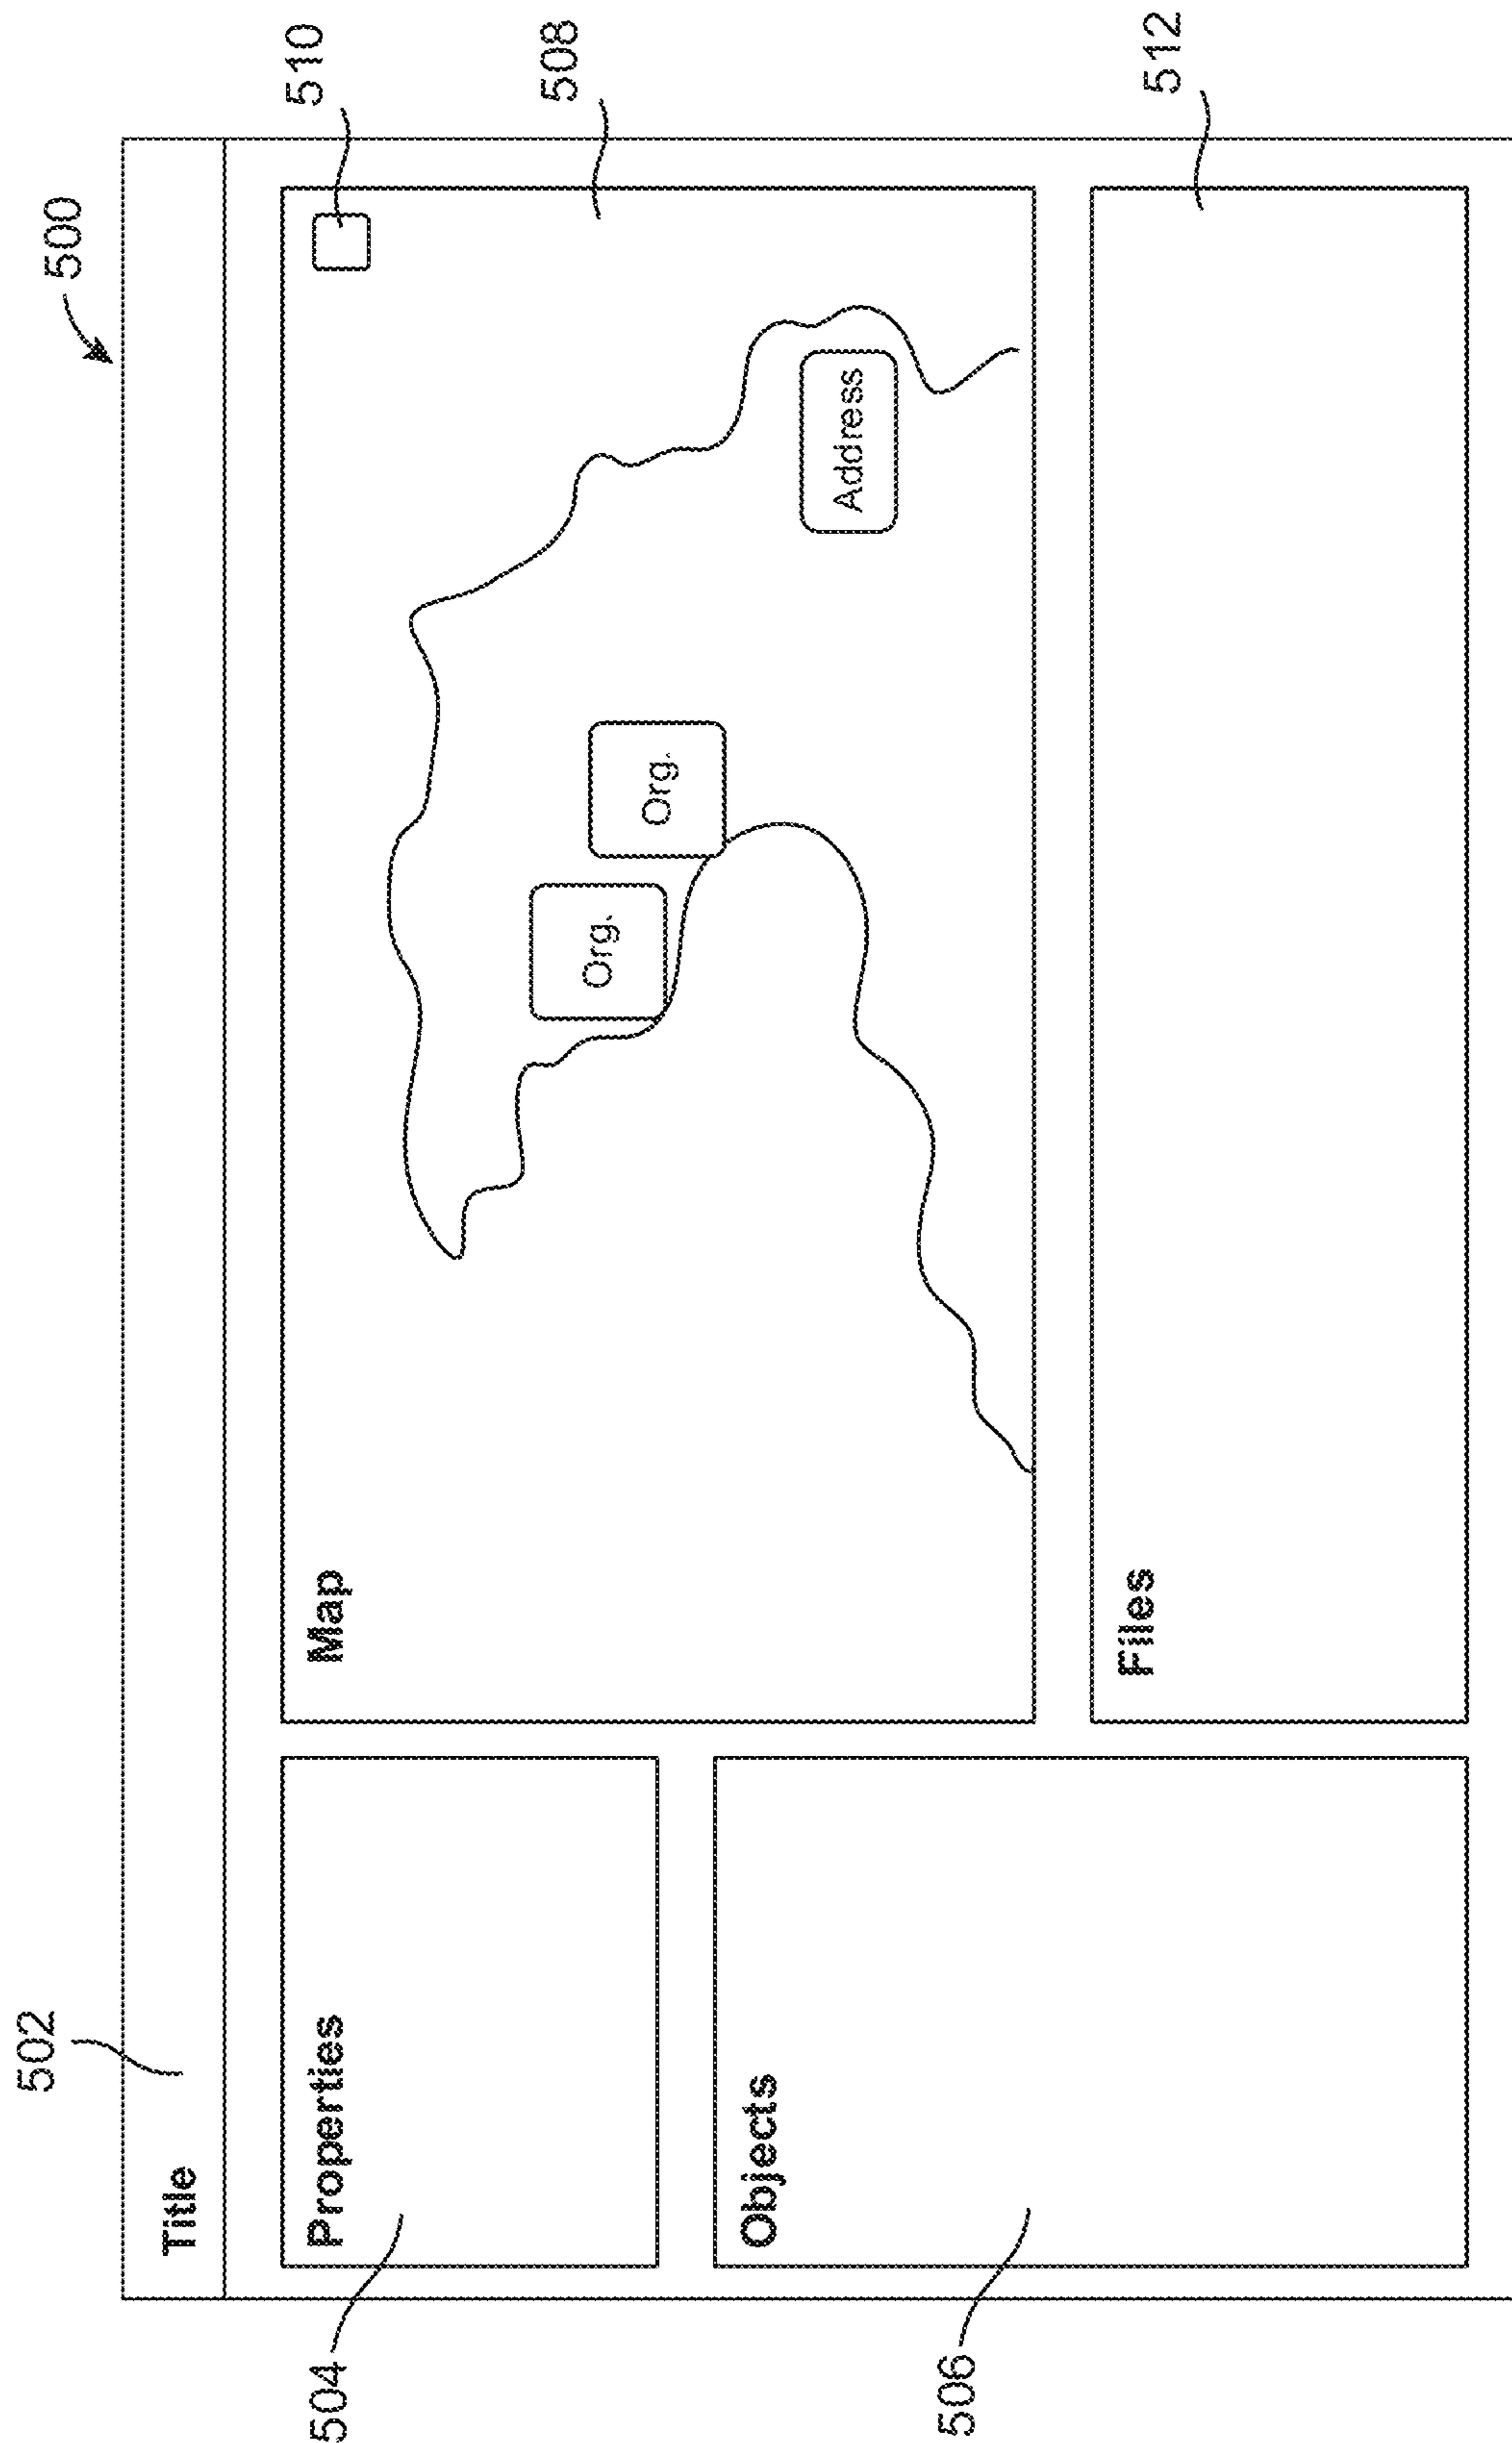 500
502
Title
510
504
Properties
Map
508
Org.
Org.
Address
506
Objects
Files
512